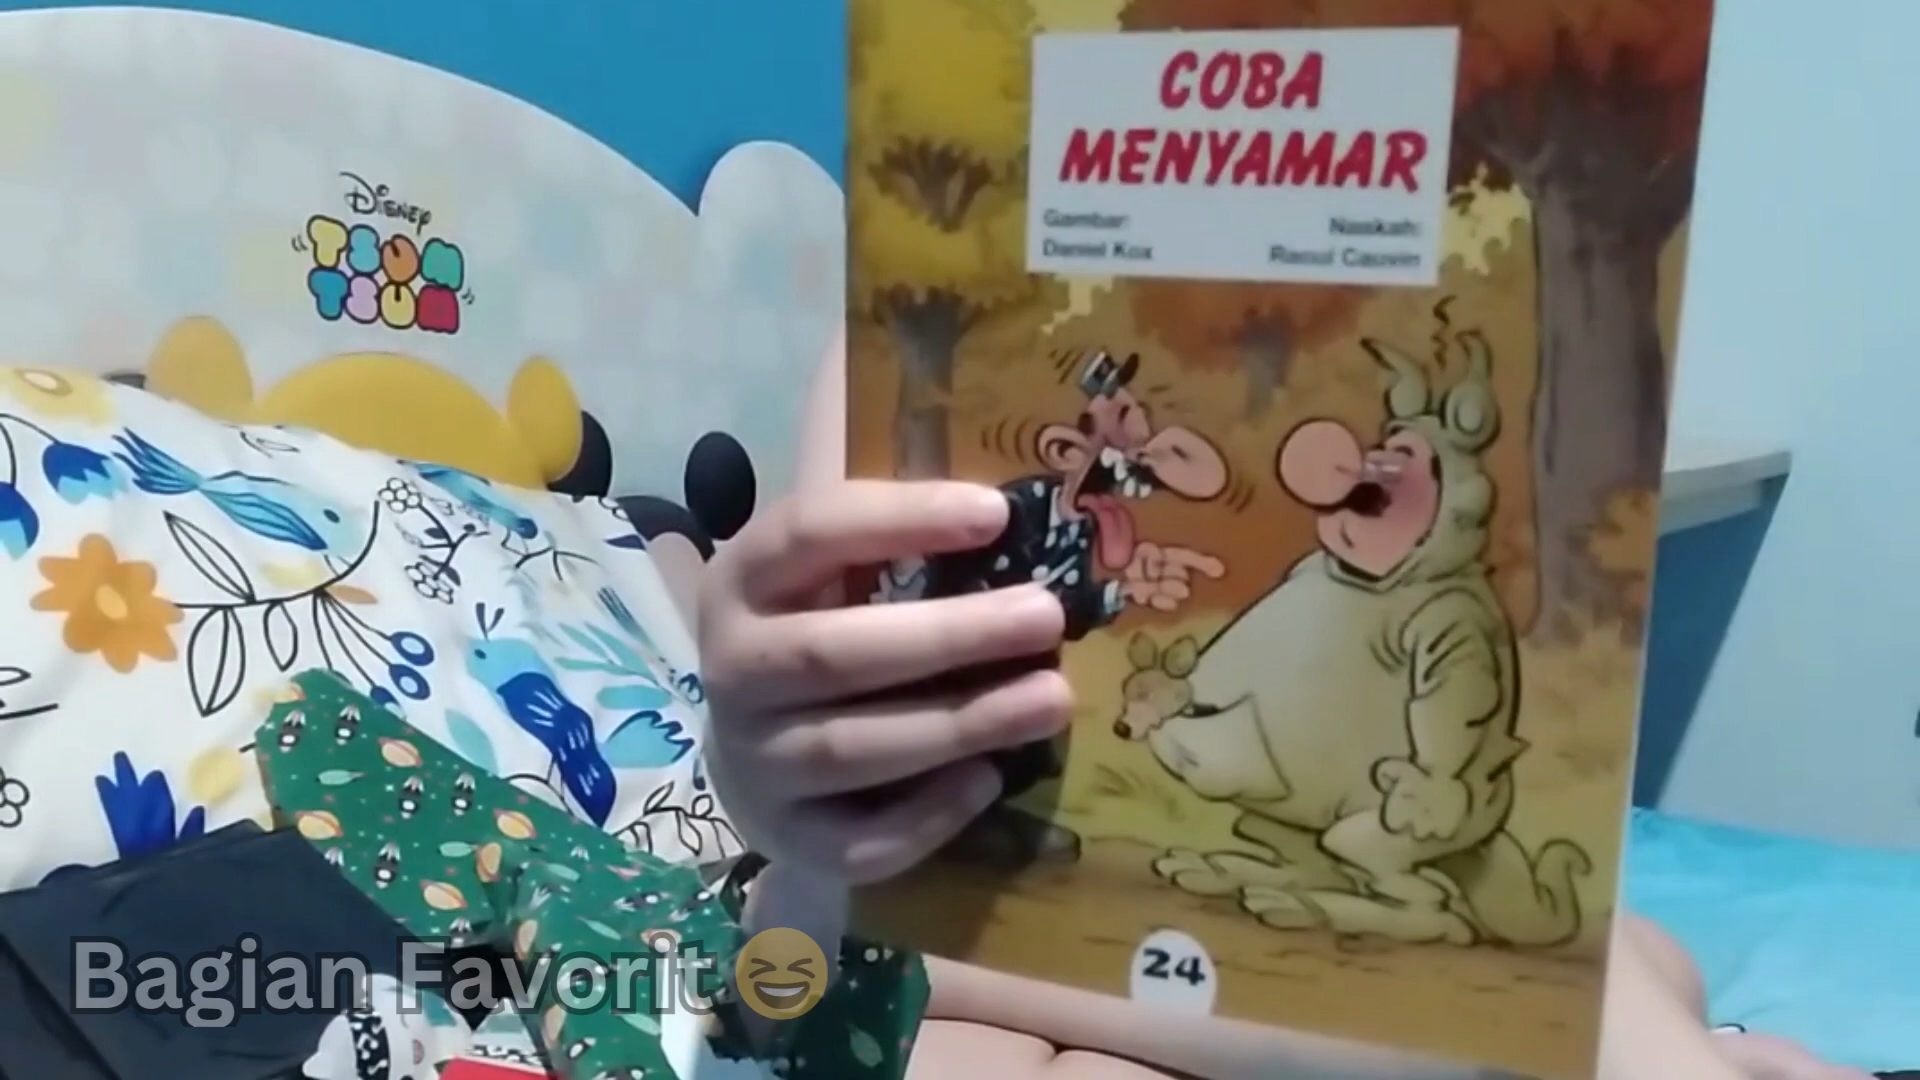 COBA
MENYAMAR
Gambar:
Daniel Kox
Naskah:
Raoul Cauvin
DISNEY
TSUM
TSUM
24
Bagian Favorit 😆